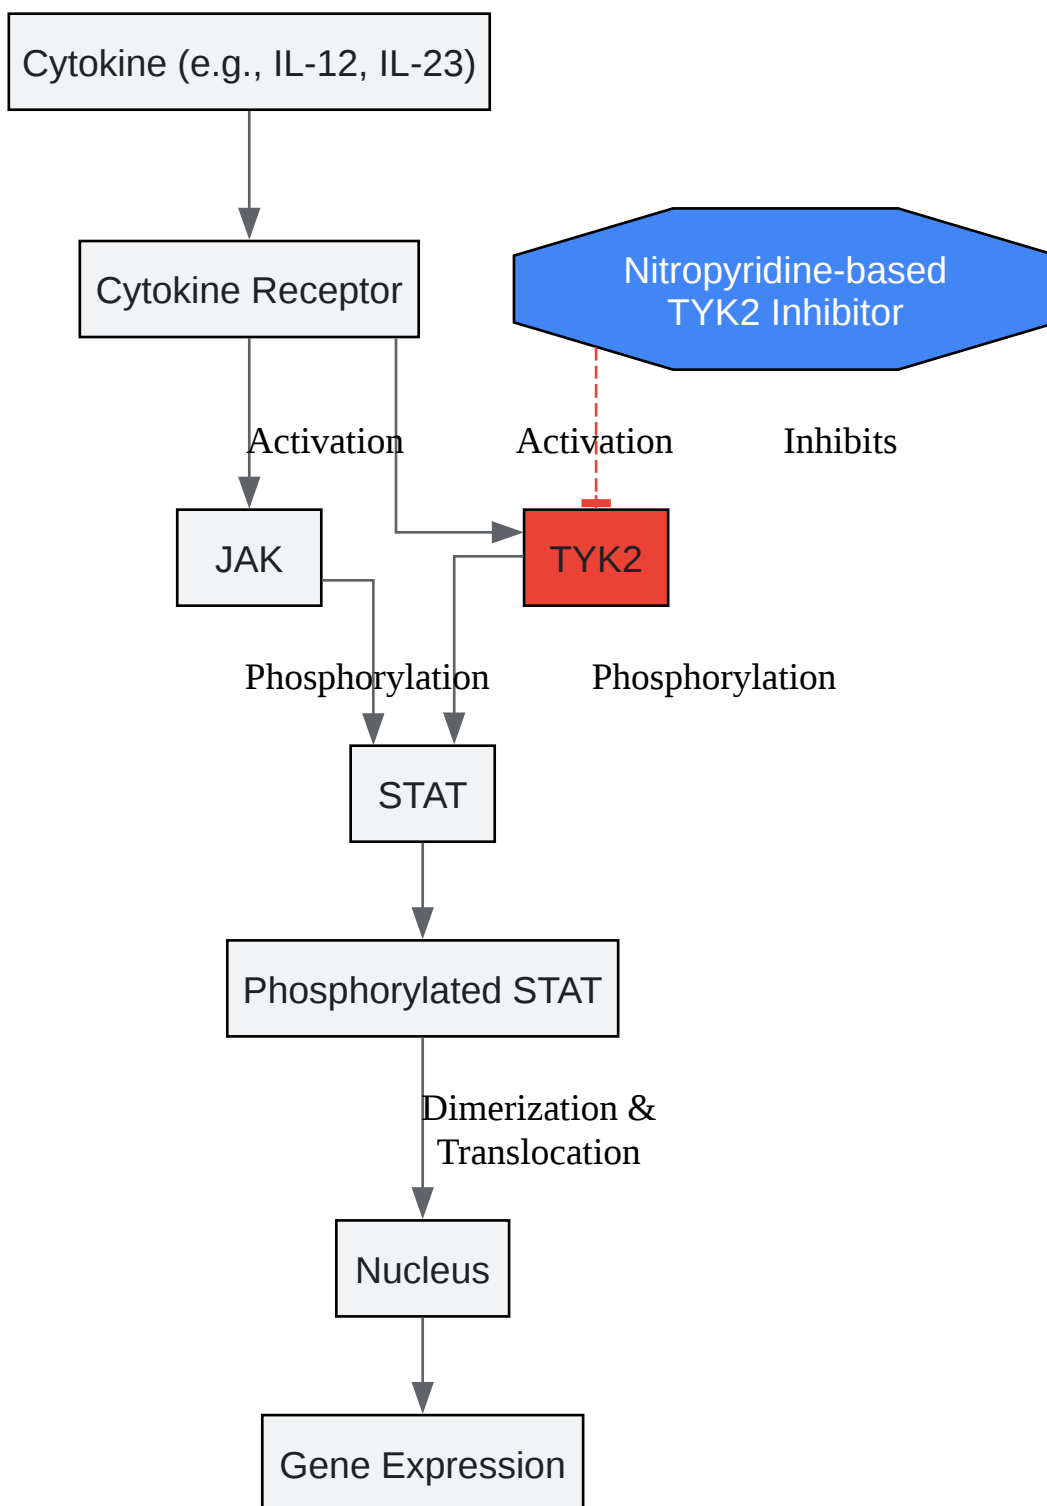 Cytokine (e.g., IL-12, IL-23)
Cytokine Receptor
Nitropyridine-based
TYK2 Inhibitor
Activation
Activation
Inhibits
JAK
TYK2
Phosphorylation
Phosphorylation
STAT
Phosphorylated STAT
Dimerization &
Translocation
Nucleus
Gene Expression